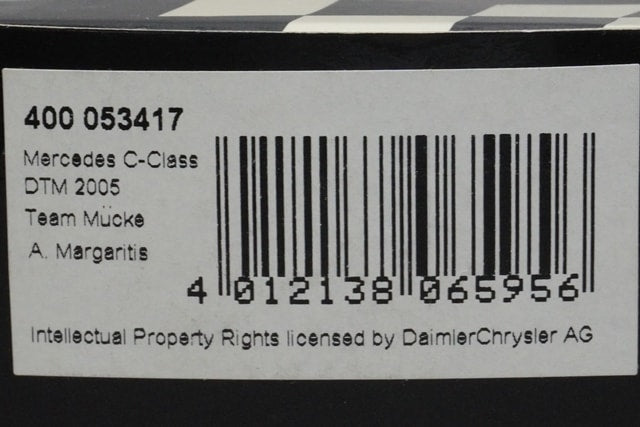 400 053417
Mercedes C-Class
DTM 2005
Team Mücke
A. Margaritis
4 012138 065956
Intellectual Property Rights licensed by DaimlerChrysler AG